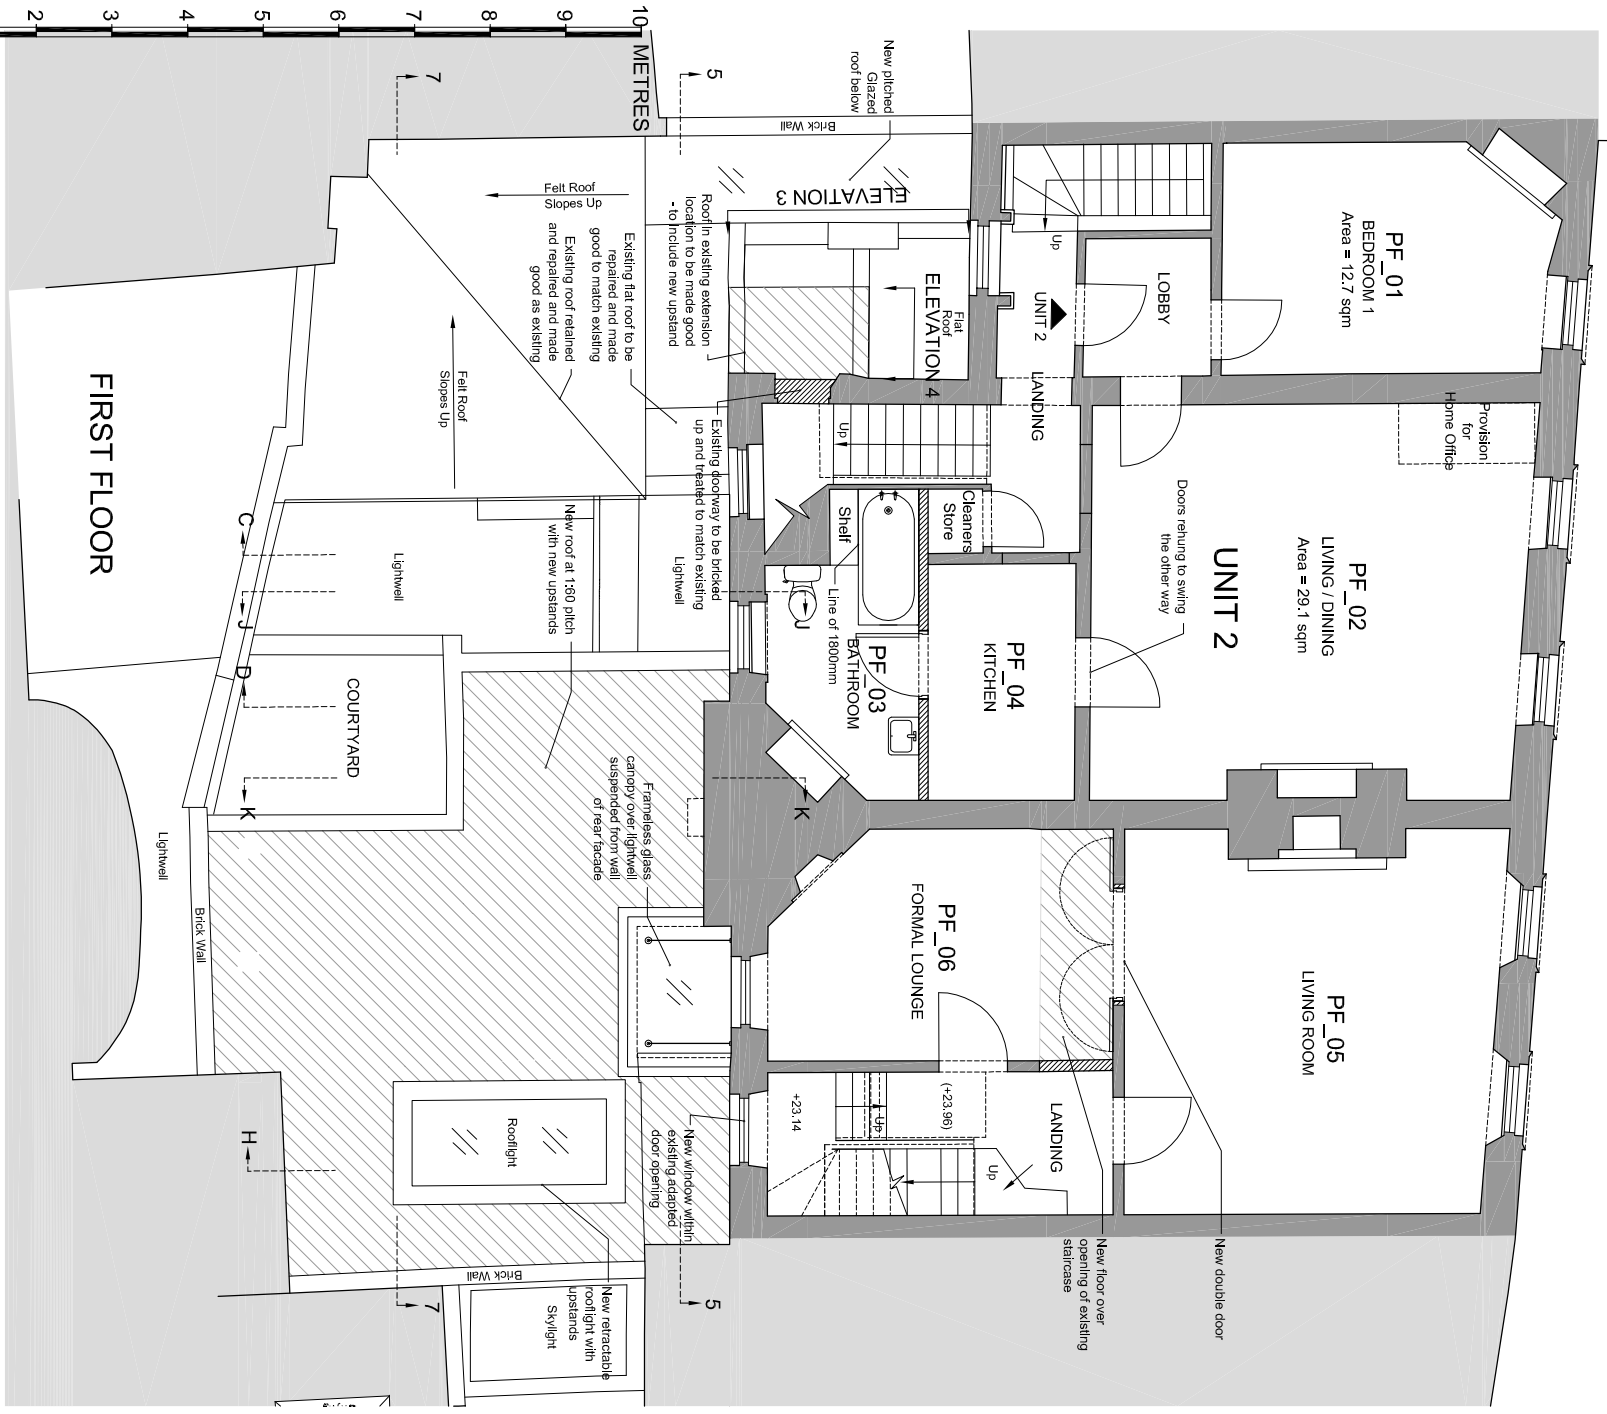 2
3
4
5
6
7
8
9
10
METRES
FIRST FLOOR
7
5
New pitched
Glazed
roof below
Brick Wall
ELEVATION 3
Felt Roof
Slopes Up
Roof in existing extension
location to be made good
- to include new upstand
Existing flat roof to be
repaired and made
good to match existing
Existing roof retained
and repaired and made
good as existing
Felt Roof
Slopes Up
Flat
Roof
ELEVATION 4
Up
UNIT 2
LOBBY
PF_01
BEDROOM 1
Area = 12.7 sqm
LANDING
Up
Provision
for
Home Office
Cleaners
Store
Shelf
Existing doorway to be bricked
up and treated to match existing
Doors rehung to swing
the other way
UNIT 2
PF_02
LIVING / DINING
Area = 29.1 sqm
Line of 1800mm
PF_03
BATHROOM
PF_04
KITCHEN
Lightwell
Lightwell
New roof at 1:60 pitch
with new upstands
C
J
J
D
K
K
COURTYARD
Lightwell
Brick Wall
Frameless glass
canopy over lightwell
suspended from wall
of rear facade
PF_06
FORMAL LOUNGE
PF_05
LIVING ROOM
LANDING
(+23.96)
+23.14
Up
Up
New window within
existing adapted
door opening
New floor over
opening of existing
staircase
New double door
Rooflight
H
Brick Wall
New retractable
rooflight with
upstands
Skylight
7
5